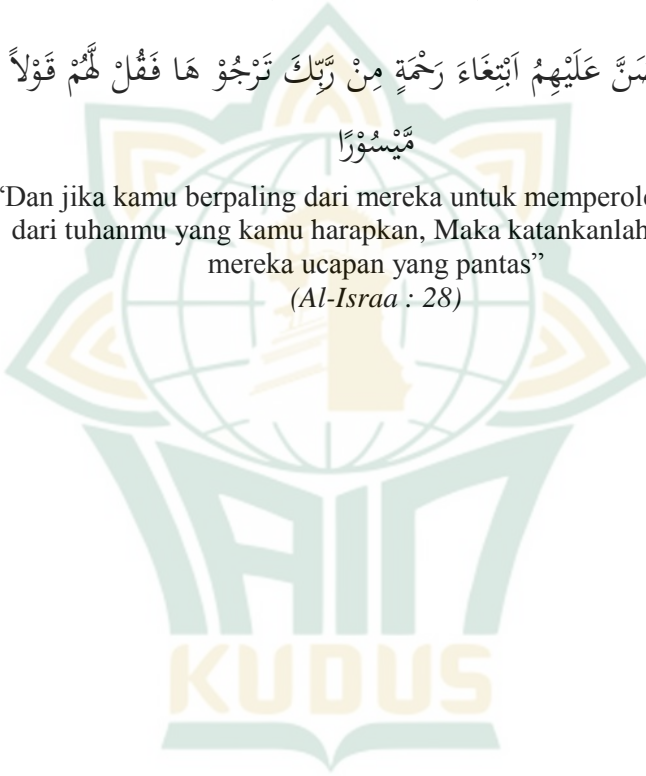 عَلَيْهِمُ اَبْتِغَاءَ رَحْمَةٍ مِنْ رَّبِّكَ تَرْجُوْ هَا فَقُلْ لَّهُمْ قَوْلاً
مَّيْسُوْرًا
“Dan jika kamu berpaling dari mereka untuk memperole
dari tuhanmu yang kamu harapkan, Maka katankanlah
mereka ucapan yang pantas”
(Al-Israa : 28)
IAIN
KUDUS